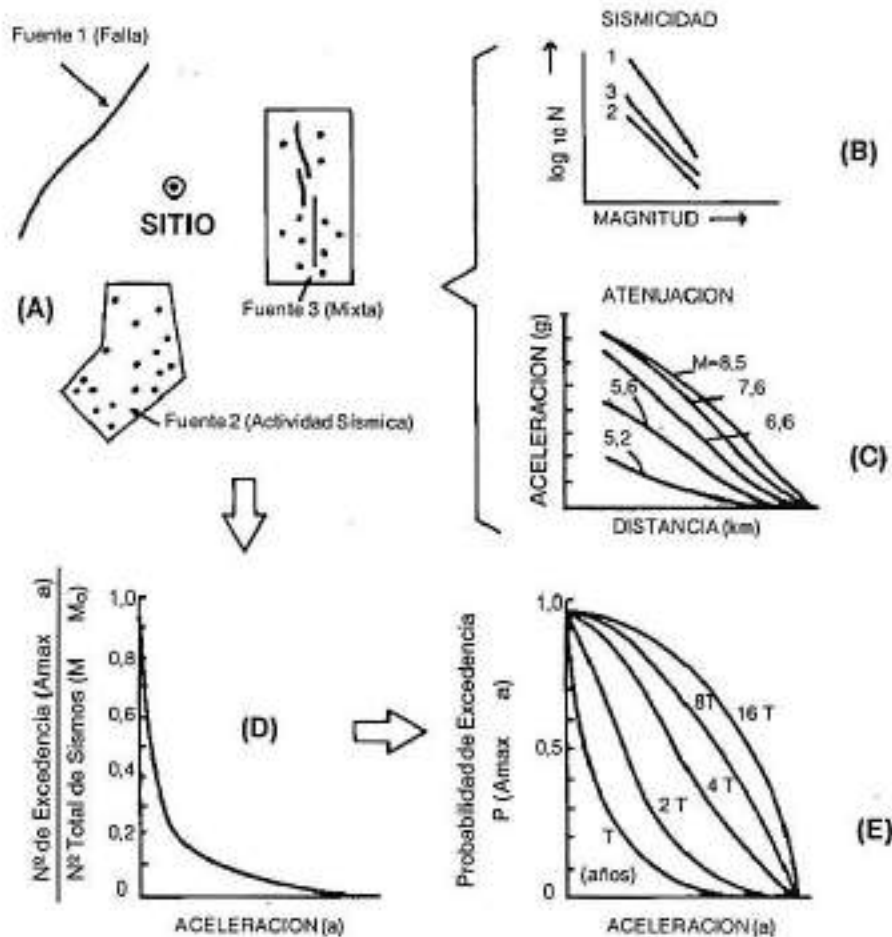 Fuente 1 (Falla)
SITIO
(A)
Fuente 3 (Mixta)
Fuente 2 (Actividad Sísmica)
SISMICIDAD
log 10 N
1
3
2
MAGNITUD
(B)
ATENUACION
ACELERACION (g)
M=8,5
7,6
6,6
5,6
5,2
DISTANCIA (km)
(C)
Nº de Excedencia (Amax a)
Nº Total de Sismos (M Mo)
1,0
0,8
0,6
0,4
0,2
0
(D)
ACELERACION (a)
Probabilidad de Excedencia
P (Amax a)
1,0
0,5
0
16 T
8T
4 T
2 T
T
(años)
ACELERACION (a)
(E)